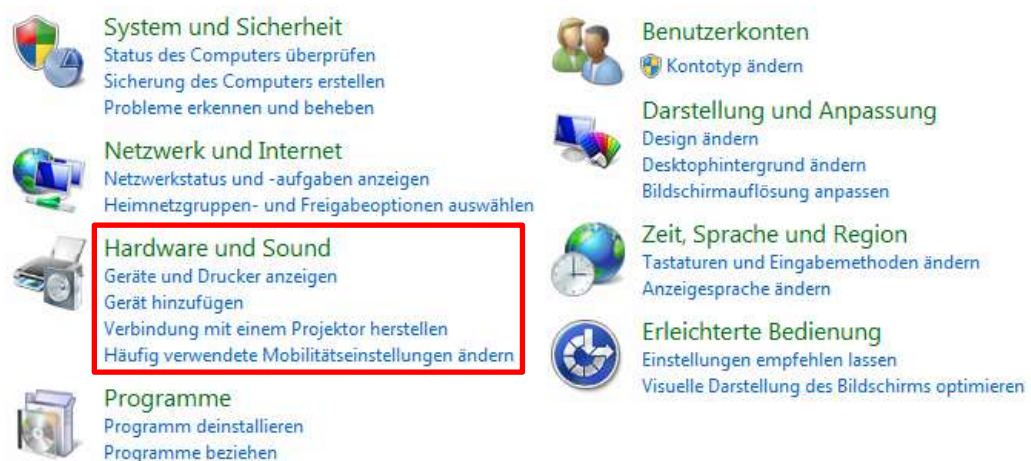 System und Sicherheit
Status des Computers überprüfen
Sicherung des Computers erstellen
Probleme erkennen und beheben
Netzwerk und Internet
Netzwerkstatus und -aufgaben anzeigen
Heimnetzgruppen- und Freigabeoptionen auswählen
Hardware und Sound
Geräte und Drucker anzeigen
Gerät hinzufügen
Verbindung mit einem Projektor herstellen
Häufig verwendete Mobilitätseinstellungen ändern
Programme
Programm deinstallieren
Programme beziehen
Benutzerkonten
Kontotyp ändern
Darstellung und Anpassung
Design ändern
Desktophintergrund ändern
Bildschirmauflösung anpassen
Zeit, Sprache und Region
Tastaturen und Eingabemethoden ändern
Anzeigesprache ändern
Erleichterte Bedienung
Einstellungen empfehlen lassen
Visuelle Darstellung des Bildschirms optimieren